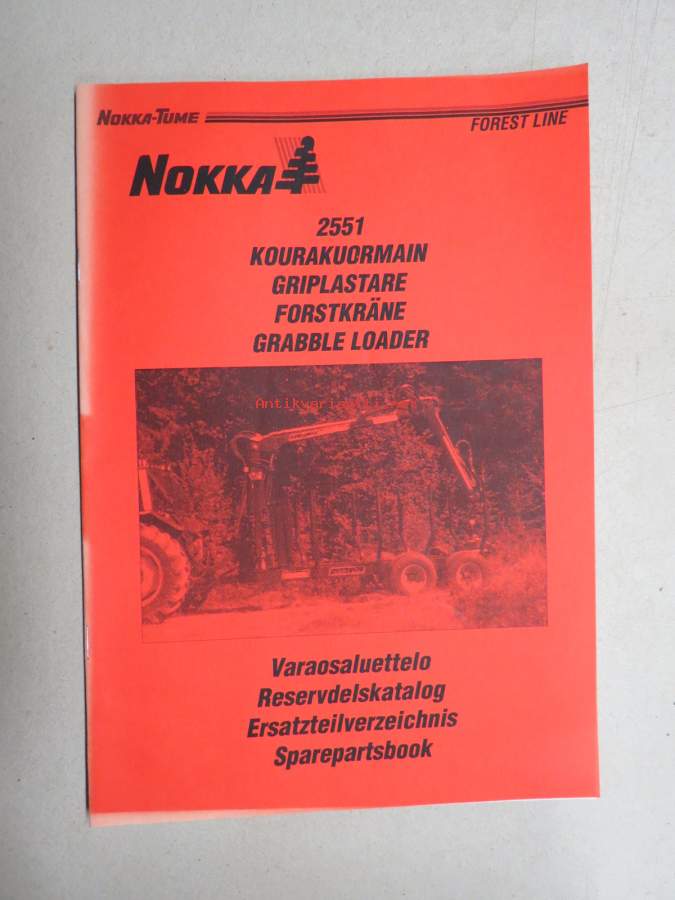 NOKKA-TUME
FOREST LINE
NOKKA
2551
KOURAKUORMAIN
GRIPLASTARE
FORSTKRÄNE
GRABBLE LOADER
Varaosaluettelo
Reservdelskatalog
Ersatzteilverzeichnis
Sparepartsbook